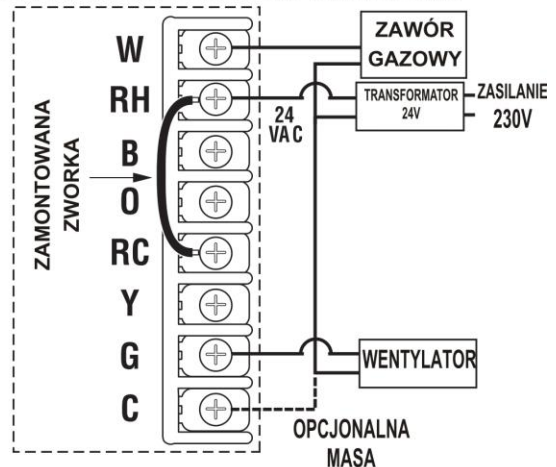 W
RH
B
O
RC
Y
G
C
ZAMONTOWANA
ZWORKA
ZAWÓR
GAZOWY
TRANSFORMATOR
24V
ZASILANIE
230V
24
VAC
WENTYLATOR
OPCJONALNA
MASA